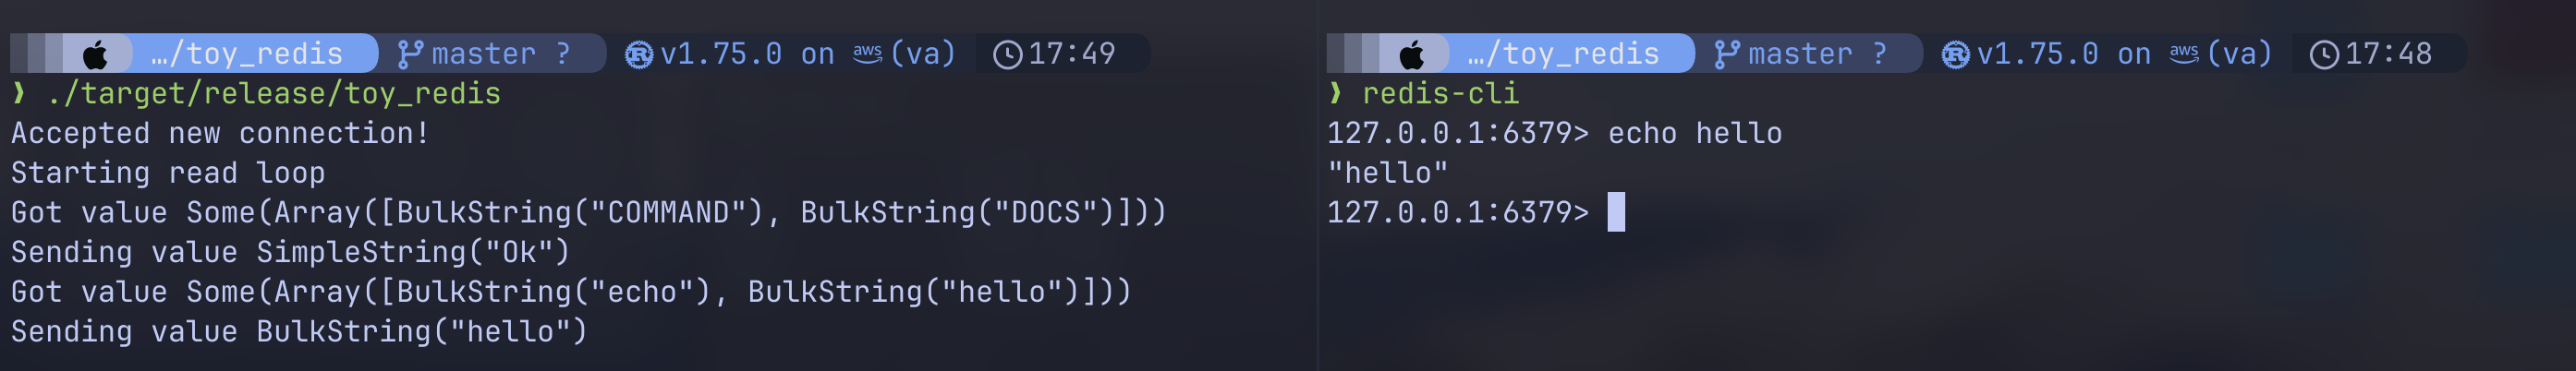 …/toy_redis master ? v1.75.0 on aws (va) 17:49
❯ ./target/release/toy_redis
Accepted new connection!
Starting read loop
Got value Some(Array([BulkString("COMMAND"), BulkString("DOCS")]))
Sending value SimpleString("Ok")
Got value Some(Array([BulkString("echo"), BulkString("hello")]))
Sending value BulkString("hello")
…/toy_redis master ? v1.75.0 on aws (va) 17:48
❯ redis-cli
127.0.0.1:6379> echo hello
"hello"
127.0.0.1:6379>